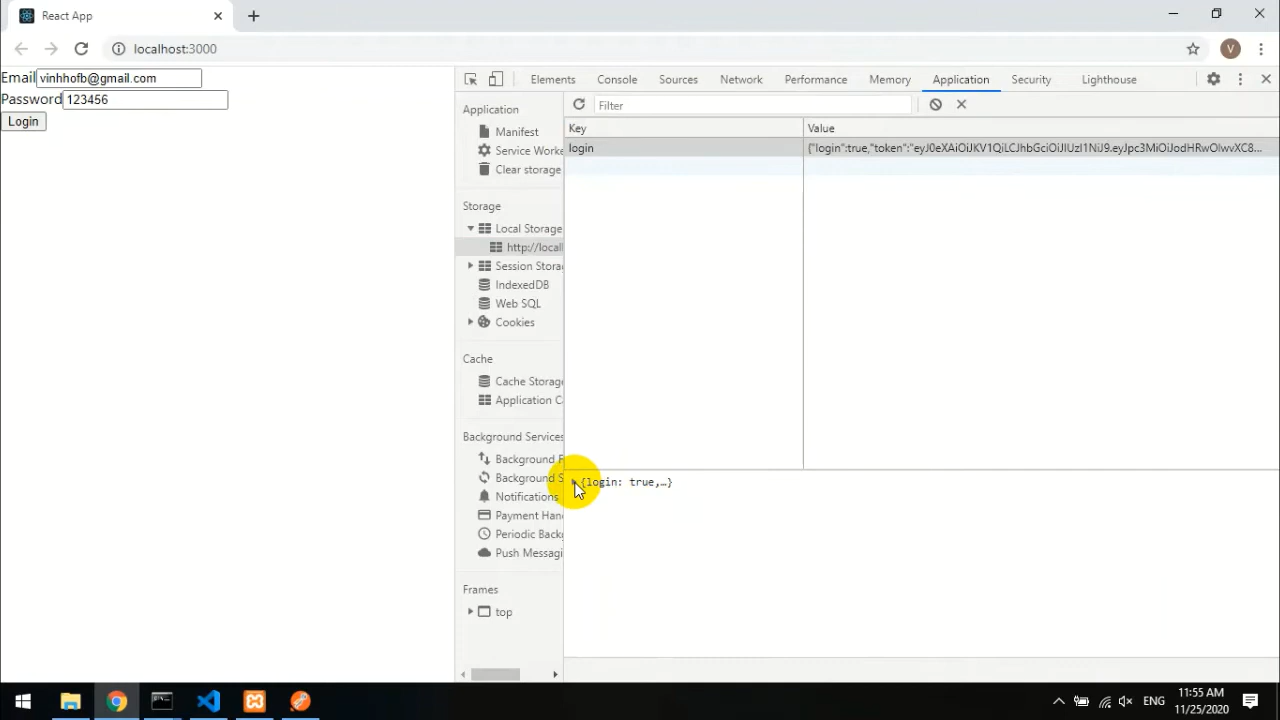 React App
localhost:3000
V
Email vinhhofb@gmail.com
Password 123456
Login
Elements Console Sources Network Performance Memory Application Security Lighthouse
Application
Manifest
Service Worke
Clear storage
Storage
Local Storage
http://locall
Session Storag
IndexedDB
Web SQL
Cookies
Cache
Cache Storag
Application C
Background Services
Background F
Background S
Notifications
Payment Han
Periodic Backg
Push Messagi
Frames
top
Filter
Key Value
login
{"login":true,"token":"eyJ0eXAiOiJKV1QiLCJhbGciOiJIUzI1NiJ9.eyJpc3MiOiJodHRwOlwvXC8...
{login: true,…}
ENG
11:55 AM
11/25/2020